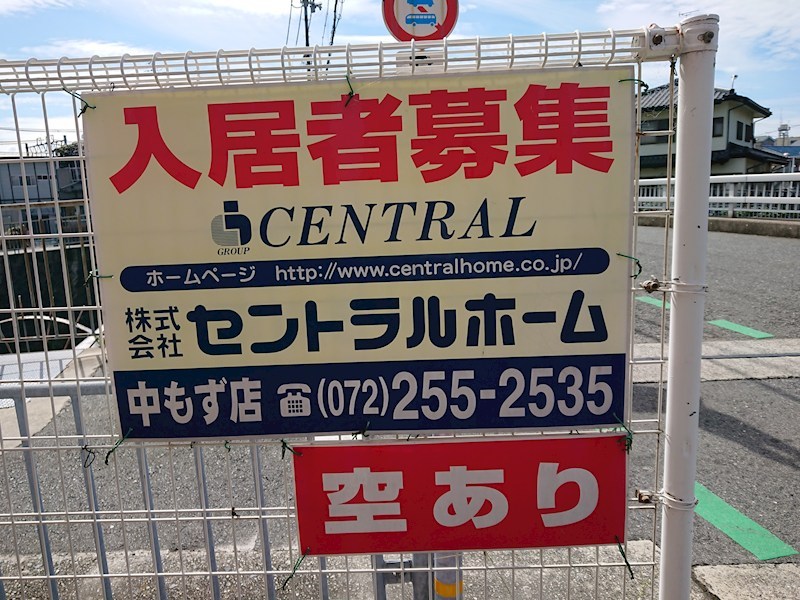 入居者募集
CENTRAL
GROUP
ホームページ http://www.centralhome.co.jp/
株式会社 セントラルホーム
中もず店 ☎(072)255-2535
空あり